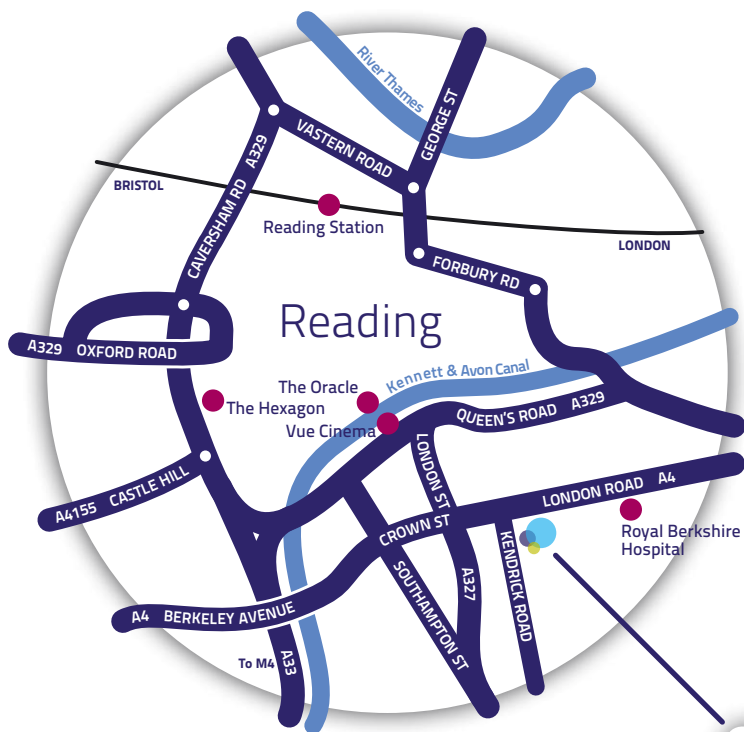 River Thames
GEORGE ST
VASTERN ROAD
CAVERSHAM RD A329
BRISTOL
Reading Station
LONDON
FORBURY RD
Reading
A329 OXFORD ROAD
Kennett & Avon Canal
The Oracle
The Hexagon
Vue Cinema
QUEEN'S ROAD A329
LONDON ST
A4155 CASTLE HILL
LONDON ROAD A4
CROWN ST
Royal Berkshire
Hospital
KENDRICK ROAD
SOUTHAMPTON ST
A327
A4 BERKELEY AVENUE
To M4
A33